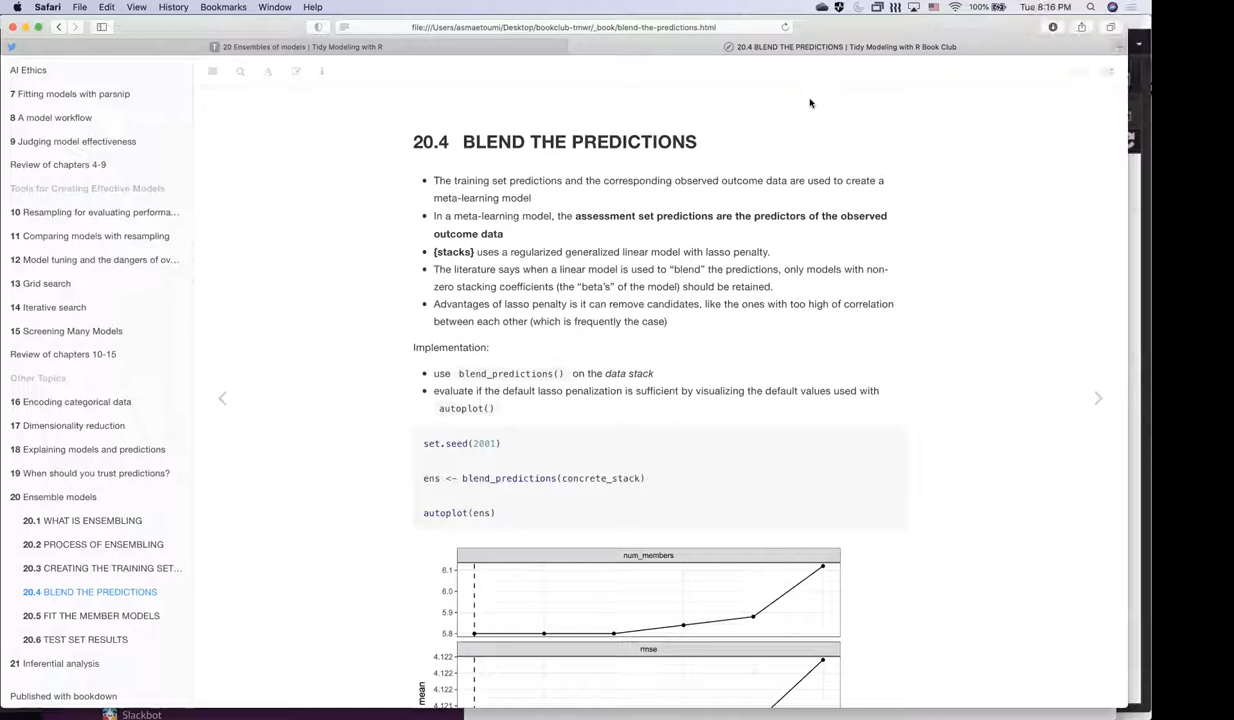 Safari File Edit View History Bookmarks Window Help
100% Tue 8:16 PM
file:///Users/asmaetoumi/Desktop/bookclub-tmwr/_book/blend-the-predictions.html
20 Ensembles of models | Tidy Modeling with R
20.4 BLEND THE PREDICTIONS | Tidy Modeling with R Book Club
AI Ethics
7 Fitting models with parsnip
8 A model workflow
9 Judging model effectiveness
Review of chapters 4-9
Tools for Creating Effective Models
10 Resampling for evaluating performa...
11 Comparing models with resampling
12 Model tuning and the dangers of ov...
13 Grid search
14 Iterative search
15 Screening Many Models
Review of chapters 10-15
Other Topics
16 Encoding categorical data
17 Dimensionality reduction
18 Explaining models and predictions
19 When should you trust predictions?
20 Ensemble models
20.1 WHAT IS ENSEMBLING
20.2 PROCESS OF ENSEMBLING
20.3 CREATING THE TRAINING SET...
20.4 BLEND THE PREDICTIONS
20.5 FIT THE MEMBER MODELS
20.6 TEST SET RESULTS
21 Inferential analysis
Published with bookdown
20.4 BLEND THE PREDICTIONS
• The training set predictions and the corresponding observed outcome data are used to create a
meta-learning model
• In a meta-learning model, the assessment set predictions are the predictors of the observed
outcome data
• {stacks} uses a regularized generalized linear model with lasso penalty.
• The literature says when a linear model is used to “blend” the predictions, only models with non-
zero stacking coefficients (the “beta's” of the model) should be retained.
• Advantages of lasso penalty is it can remove candidates, like the ones with too high of correlation
between each other (which is frequently the case)
Implementation:
• use blend_predictions() on the data stack
• evaluate if the default lasso penalization is sufficient by visualizing the default values used with
autoplot()
set.seed(2001)
ens <- blend_predictions(concrete_stack)
autoplot(ens)
num_members
6.1
6.0
5.9
5.8
rmse
4.122
4.122
4.121
mean
Slackbot